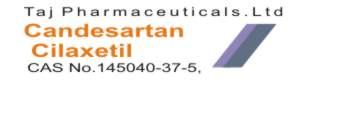 Taj Pharmaceuticals.Ltd
Candesartan
Cilaxetil
CAS No.145040-37-5,